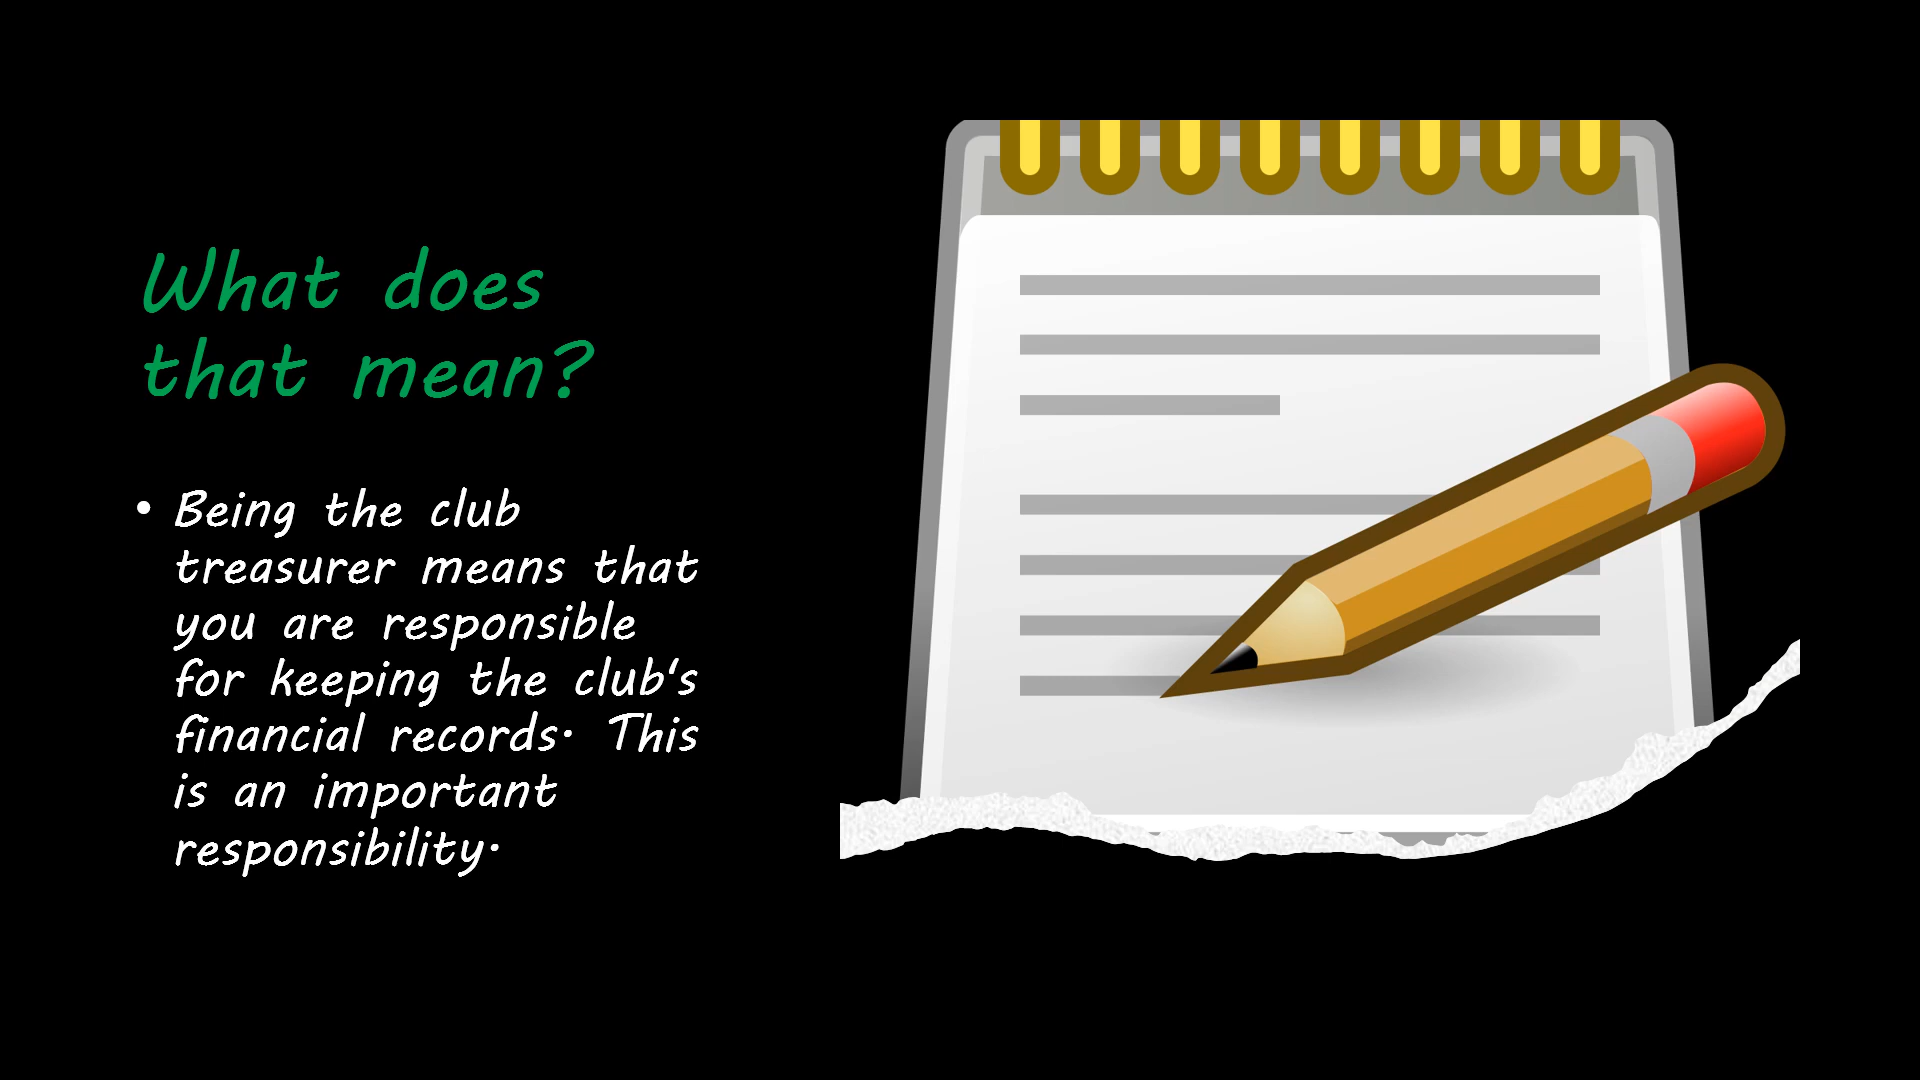 What does
that mean?
• Being the club
treasurer means that
you are responsible
for keeping the club's
financial records. This
is an important
responsibility.